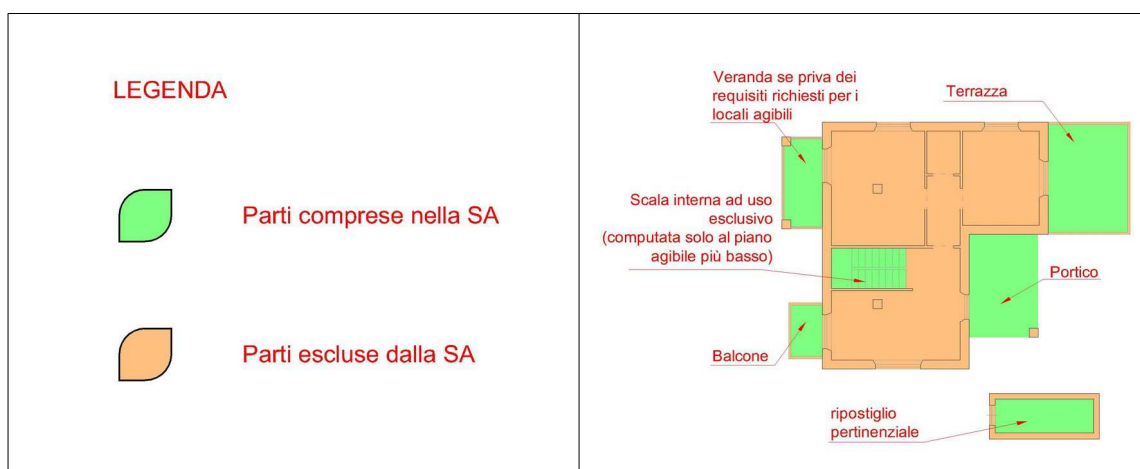 LEGENDA
Parti comprese nella SA
Parti escluse dalla SA
Veranda se priva dei
requisiti richiesti per i
locali agibili
Terrazza
Scala interna ad uso
esclusivo
(computata solo al piano
agibile più basso)
Portico
Balcone
ripostiglio
pertinenziale